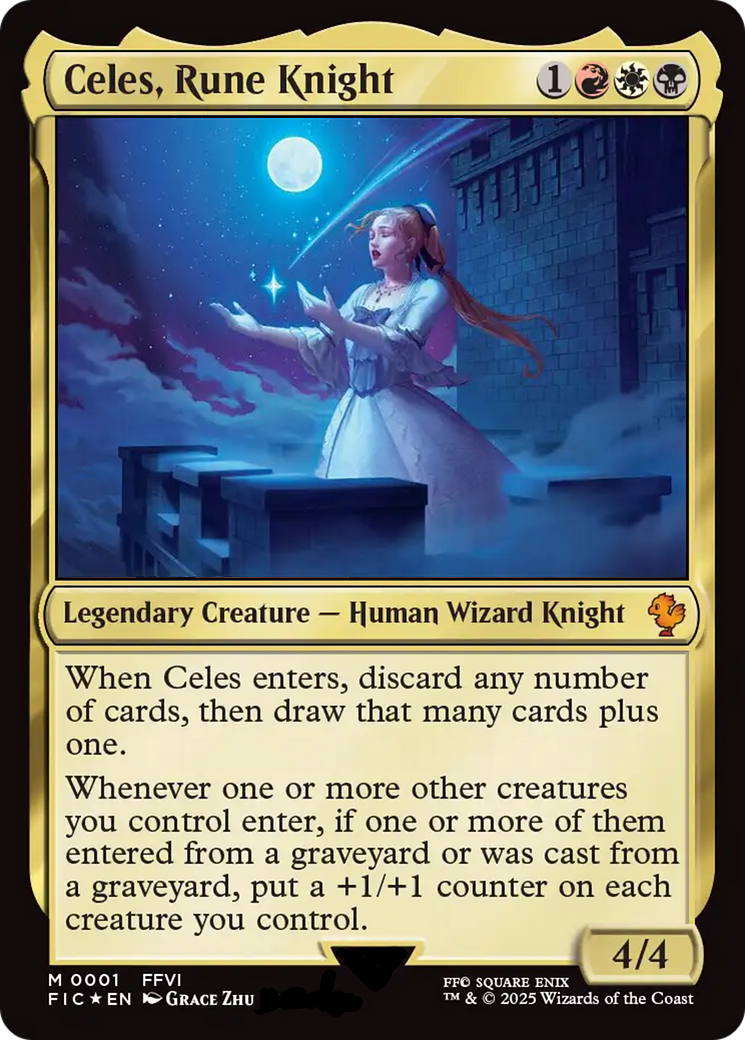 Celes, Rune Knight 1
Legendary Creature — Human Wizard Knight
When Celes enters, discard any number
of cards, then draw that many cards plus
one.
Whenever one or more other creatures
you control enter, if one or more of them
entered from a graveyard or was cast from
a graveyard, put a +1/+1 counter on each
creature you control.
4/4
M 0001 FFVI
FIC★EN Grace Zhu
FF© SQUARE ENIX
™ & © 2025 Wizards of the Coast